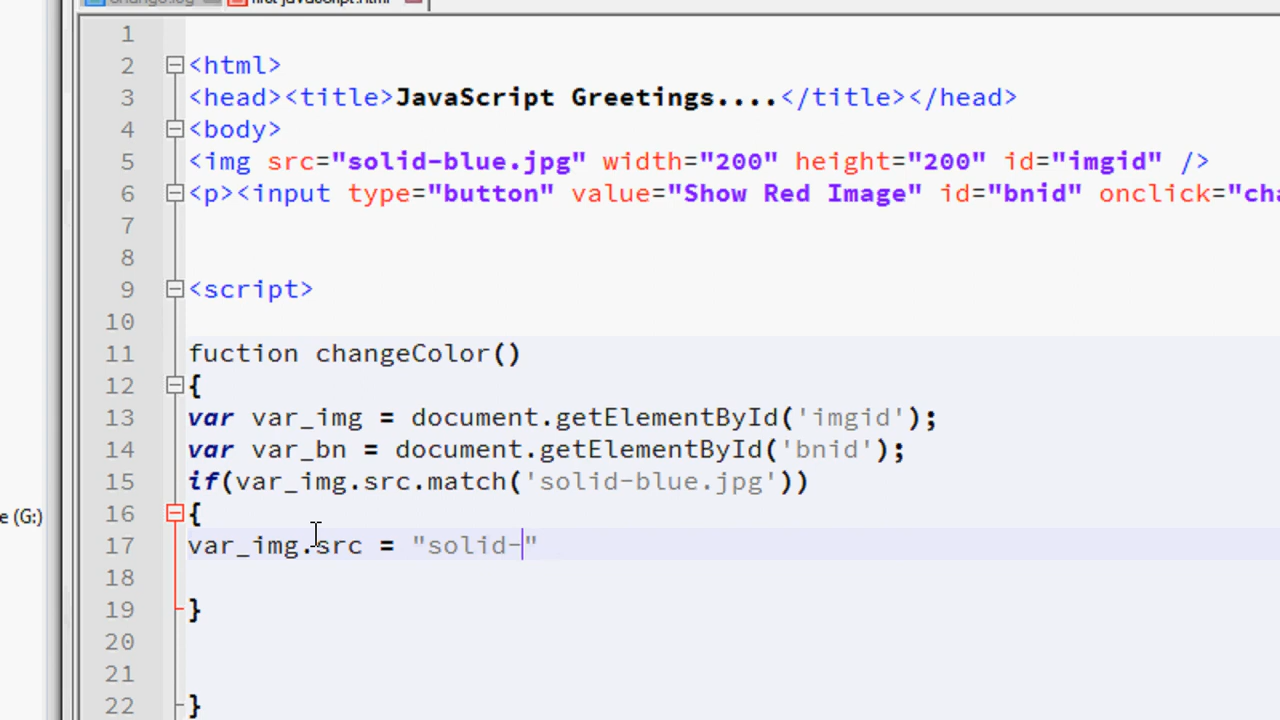 1
2 <html>
3 <head><title>JavaScript Greetings....</title></head>
4 <body>
5 <img src="solid-blue.jpg" width="200" height="200" id="imgid" />
6 <p><input type="button" value="Show Red Image" id="bnid" onclick="cha
7
8
9 <script>
10
11 fuction changeColor()
12 {
13 var var_img = document.getElementById('imgid');
14 var var_bn = document.getElementById('bnid');
15 if(var_img.src.match('solid-blue.jpg'))
16 {
e (G:)
17 var_img.src = "solid-"
18
19 }
20
21
22 }